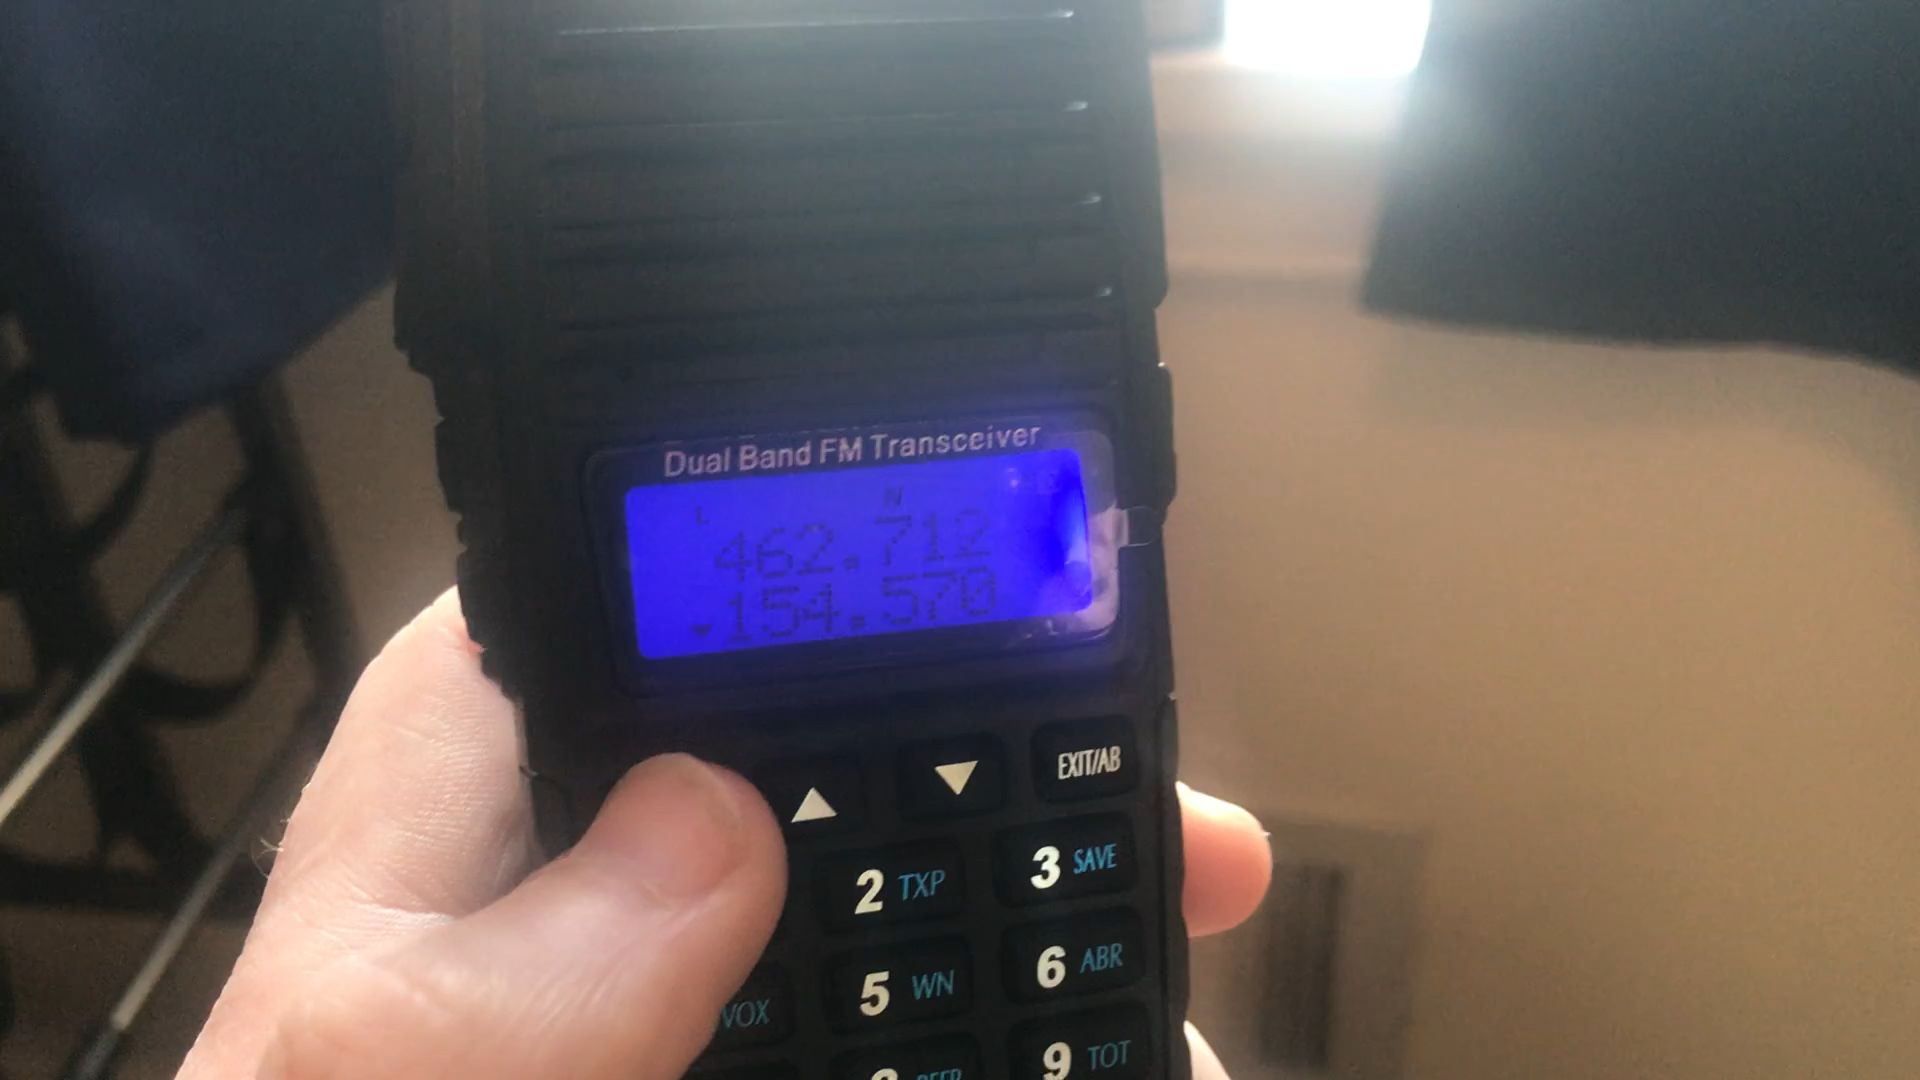 Dual Band FM Transceiver
L N
462.712
154.570
EXIT/AB
2 TXP 3 SAVE
VOX 5 WN 6 ABR
9 TOT